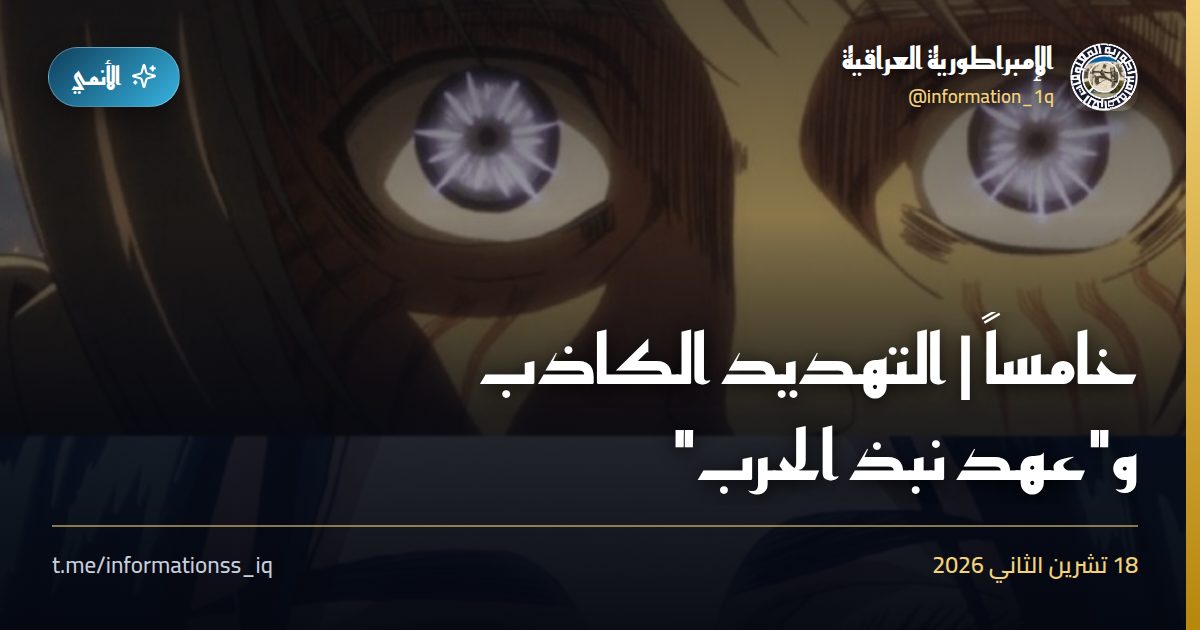 الإمبراطورية العراقية
@information_1q
الأنمي
خامساً | التهديد الكاذب
و"عهد نبذ الحرب"
18 تشرين الثاني 2026
t.me/informationss_iq